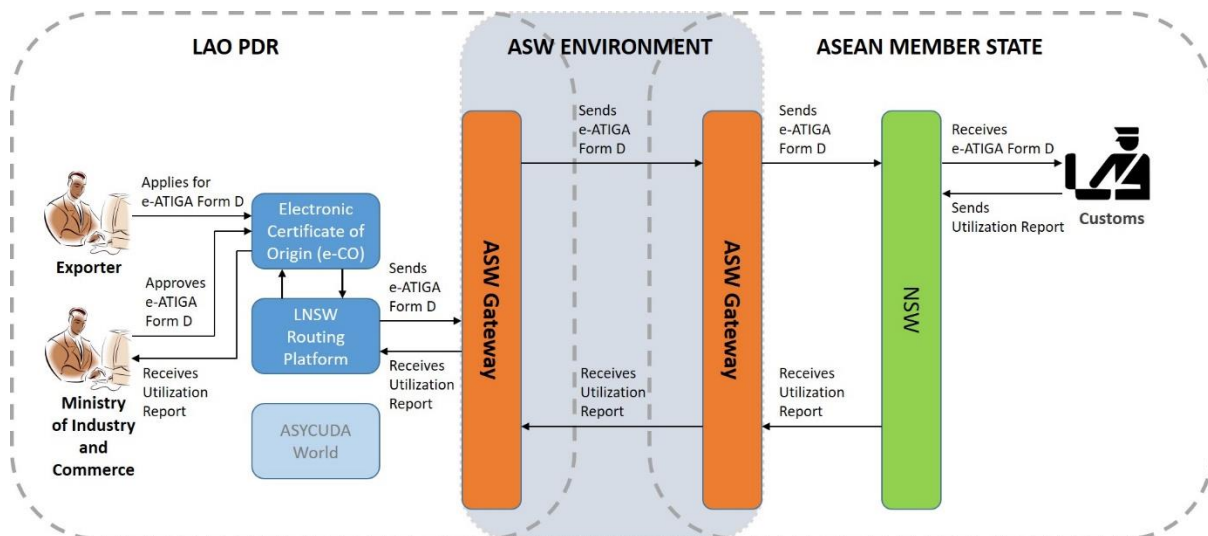 LAO PDR
ASW ENVIRONMENT
ASEAN MEMBER STATE
Applies for
e-ATIGA Form D
Exporter
Approves
e-ATIGA
Form D
Receives
Utilization
Report
Ministry
of Industry
and
Commerce
Electronic
Certificate of
Origin (e-CO)
LNSW
Routing
Platform
ASYCUDA
World
Sends
e-ATIGA
Form D
Receives
Utilization
Report
ASW Gateway
Sends
e-ATIGA
Form D
Receives
Utilization
Report
ASW Gateway
Sends
e-ATIGA
Form D
Receives
Utilization
Report
NSW
Receives
e-ATIGA Form D
Sends
Utilization Report
Customs